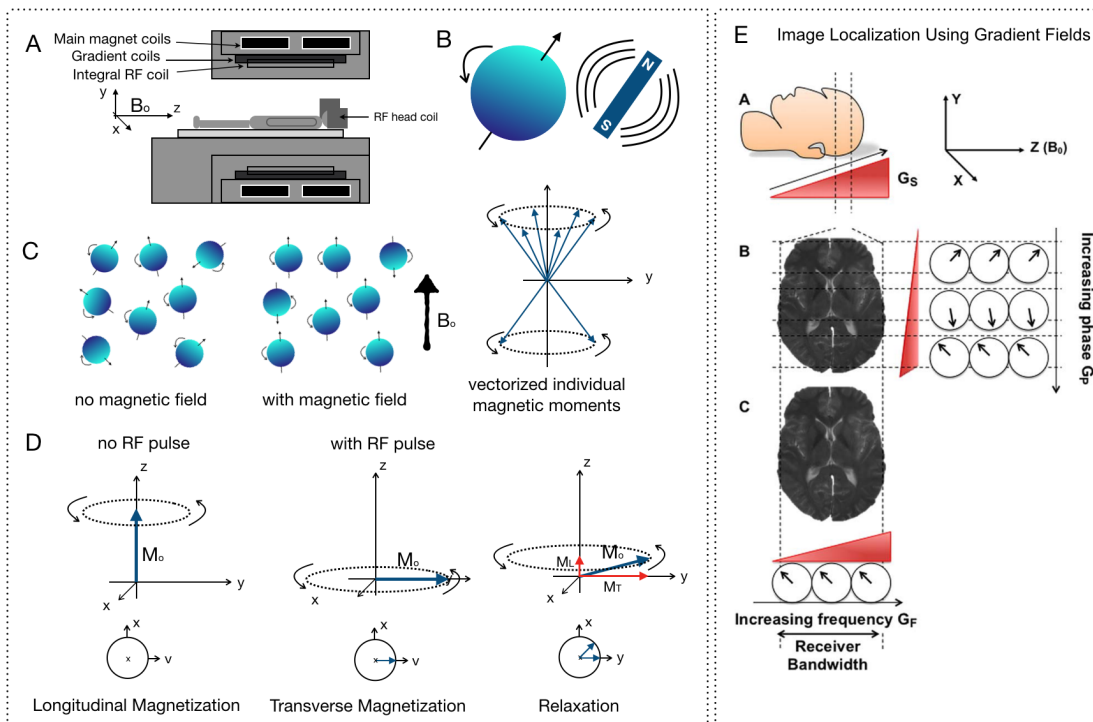 A
Main magnet coils
Gradient coils
Integral RF coil
y
Bo
z
x
RF head coil
B
N
S
C
no magnetic field
with magnetic field
Bo
y
vectorized individual
magnetic moments
D
no RF pulse
with RF pulse
z
Mo
y
x
z
Mo
y
x
z
ML
Mo
y
MT
x
x
x
v
x
x
v
x
x
y
Longitudinal Magnetization
Transverse Magnetization
Relaxation
E
Image Localization Using Gradient Fields
A
GS
Y
Z (B0)
X
B
Increasing phase GP
C
Increasing frequency GF
Receiver
Bandwidth